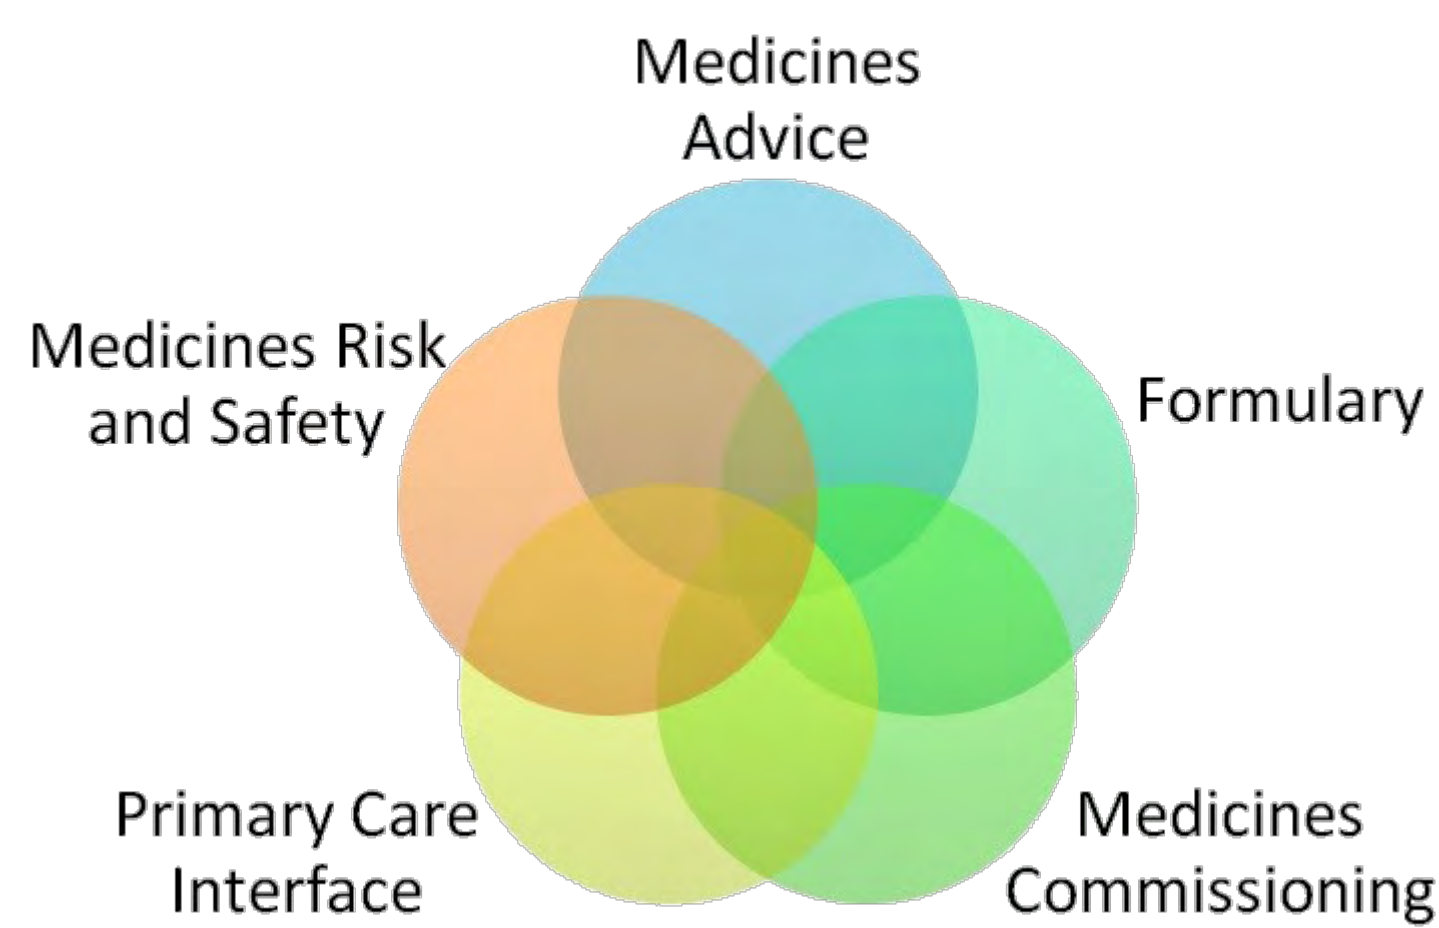 Medicines
Advice
Medicines Risk
and Safety
Formulary
Primary Care
Interface
Medicines
Commissioning